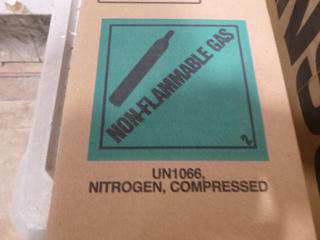 NON-FLAMMABLE GAS
2
UN1066,
NITROGEN, COMPRESSED